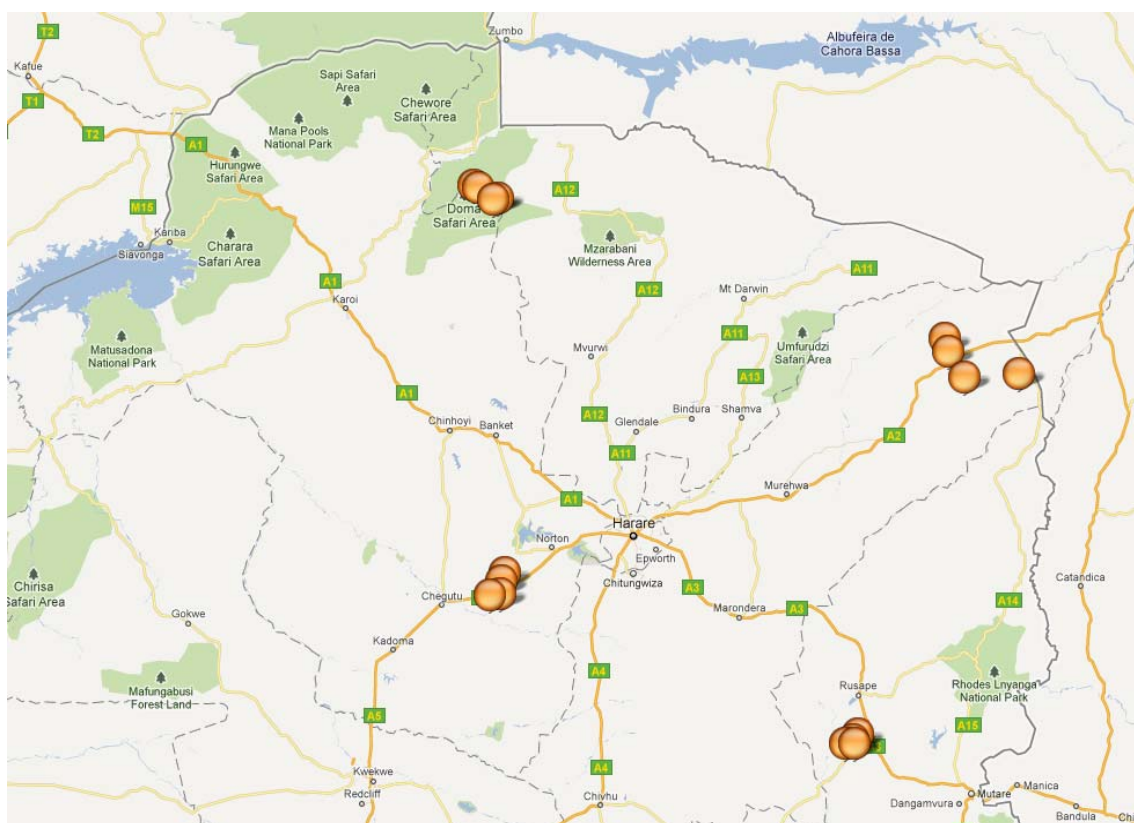 T2
Kafue
T1
T2
A1
Zumbo
Albufeira de
Cahora Bassa
Sapi Safari
Area
Chewore
Safari Area
Mana Pools
National Park
Hurungwe
Safari Area
M15
Kariba
Siavonga
Charara
Safari Area
Doma
Safari Area
A12
Mzarabani
Wilderness Area
A12
A11
Mt Darwin
A1
Karoi
Matusadona
National Park
Mvurwi
A11
Umfurudzi
Safari Area
A13
A1
A12
Glendale
Bindura
Shamva
Chinhoyi
Banket
A11
A2
Murehwa
A1
Harare
Norton
Epworth
Chitungwiza
Chirisa
Safari Area
Chegutu
A3
Marondera
A3
Catandica
A14
Gokwe
Kadoma
A4
Rusape
Rhodes Lnyanga
National Park
Mafungabusi
Forest Land
A5
A15
Kwekwe
Redcliff
A4
Chivhu
Dangamvura
Mutare
Manica
Bandula
Chi